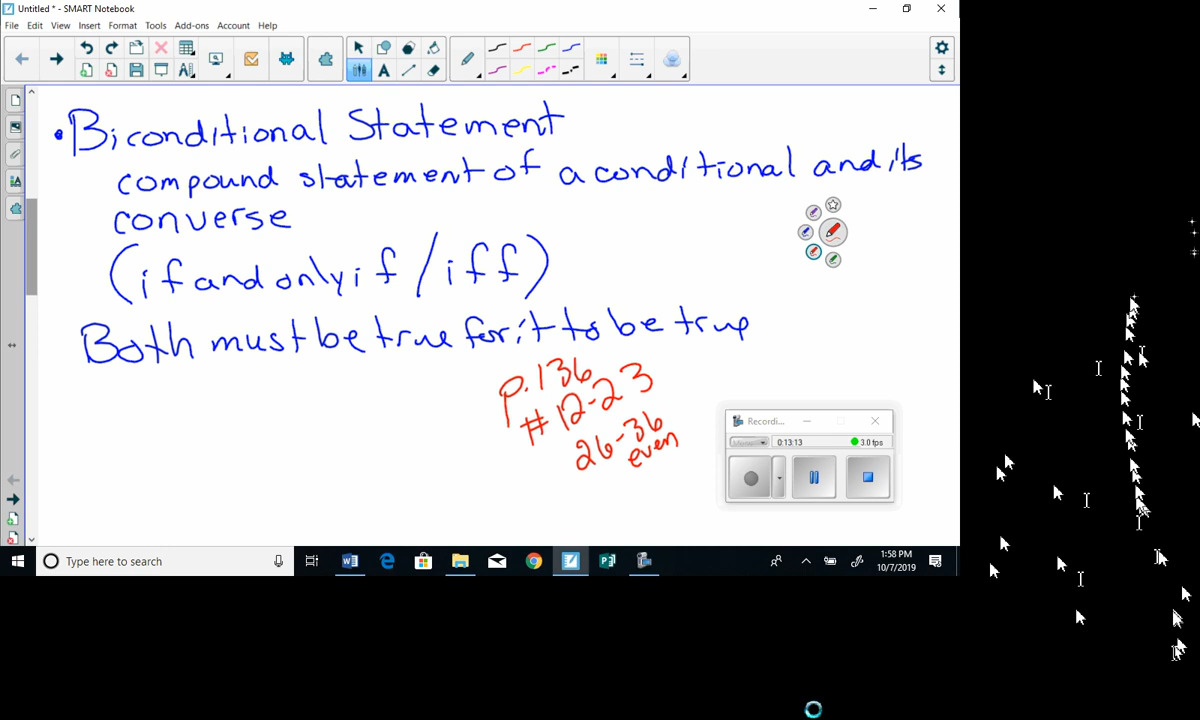 Untitled * - SMART Notebook
File Edit View Insert Format Tools Add-ons Account Help
• Biconditional Statement
compound statement of a conditional and its
converse
(if and only if / iff)
Both must be true for it to be true
p. 136
# 12-23
26-36
even
Recordi...
0:13:13 3.0 fps
Type here to search
1:58 PM
10/7/2019